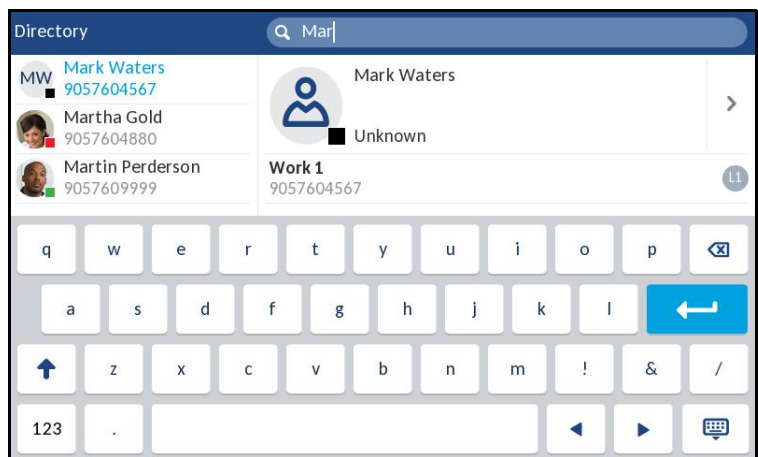 Directory
Mar
MW
Mark Waters
9057604567
Martha Gold
9057604880
Martin Perderson
9057609999
Mark Waters
Unknown
Work 1
9057604567
L1
q w e r t y u i o p
a s d f g h j k l
z x c v b n m ! & /
123 .